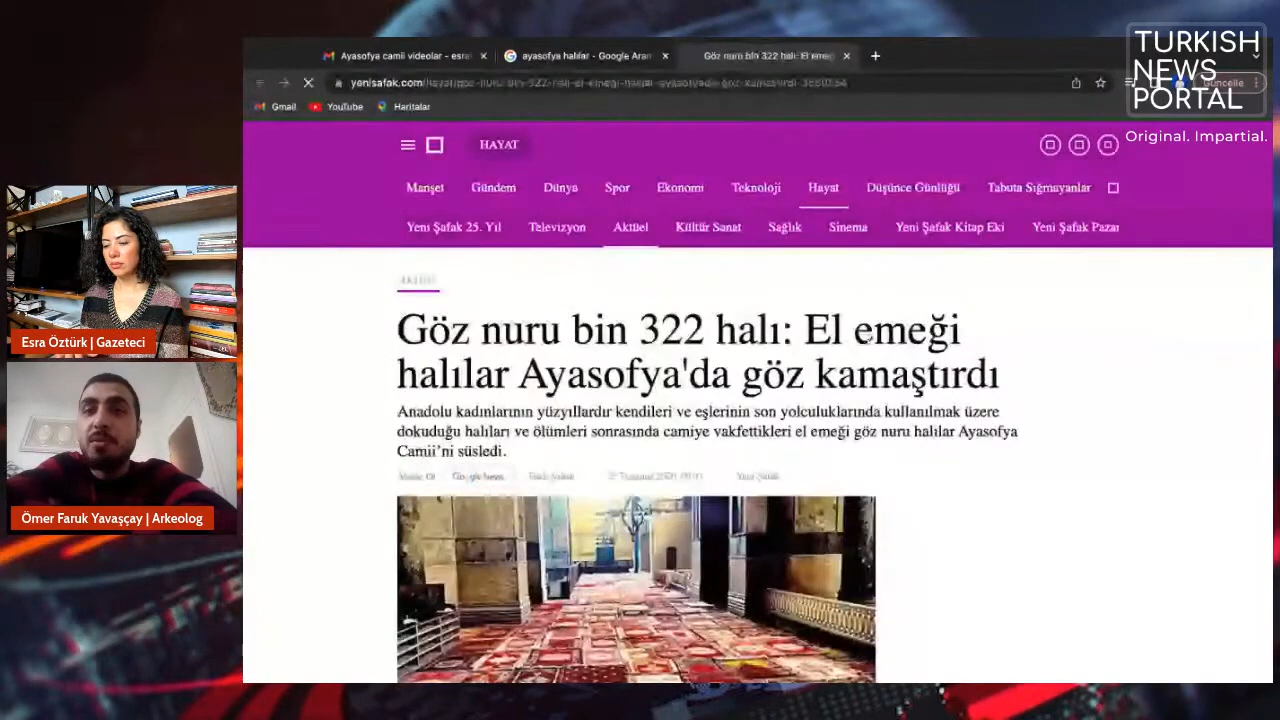 Ayasofya camii videolar - esra
ayasofya halılar - Google Aram
Göz nuru bin 322 halı: El emeğ
TURKISH
NEWS
PORTAL
Original. Impartial.
Güncelle
Gmail
YouTube
Haritalar
HAYAT
Manşet Gündem Dünya Spor Ekonomi Teknoloji Hayat Düşünce Günlüğü Tabuta Sığmayanlar
Yeni Şafak 25. Yıl Televizyon Aktüel Kültür Sanat Sağlık Sinema Yeni Şafak Kitap Eki Yeni Şafak Pazar
Göz nuru bin 322 halı: El emeği
halılar Ayasofya'da göz kamaştırdı
Anadolu kadınlarının yüzyıllardır kendileri ve eşlerinin son yolculuklarında kullanılmak üzere
dokuduğu halıları ve ölümleri sonrasında camiye vakfettikleri el emeği göz nuru halılar Ayasofya
Camii'ni süsledi.
Google News
Esra Öztürk | Gazeteci
Ömer Faruk Yavaşçay | Arkeolog